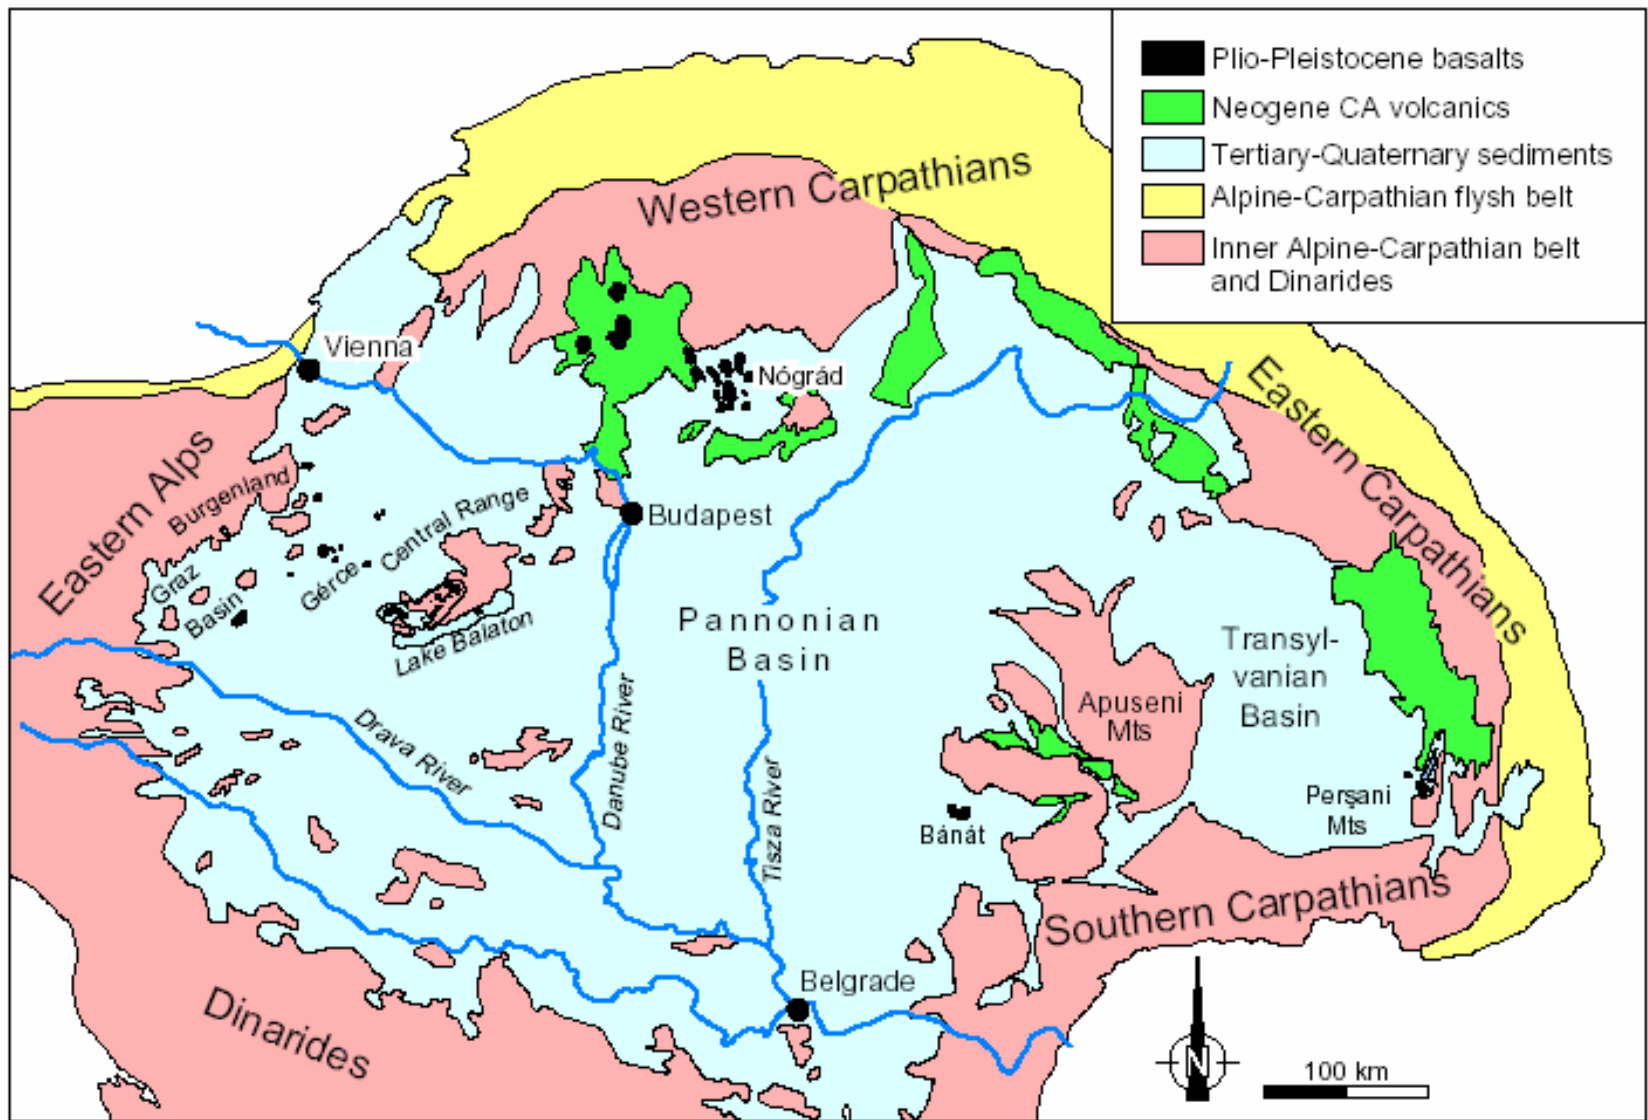 Plio-Pleistocene basalts
Neogene CA volcanics
Tertiary-Quaternary sediments
Alpine-Carpathian flysh belt
Inner Alpine-Carpathian belt
and Dinarides
Western Carpathians
Vienna
Nógrád
Eastern Carpathians
Eastern Alps
Burgenland
Central Range
Budapest
Graz
Basin
Gérce
Lake Balaton
Pannonian
Basin
Transyl-
vanian
Basin
Apuseni
Mts
Drava River
Danube River
Tisza River
Perşani
Mts
Bánát
Southern Carpathians
Belgrade
Dinarides
N
100 km